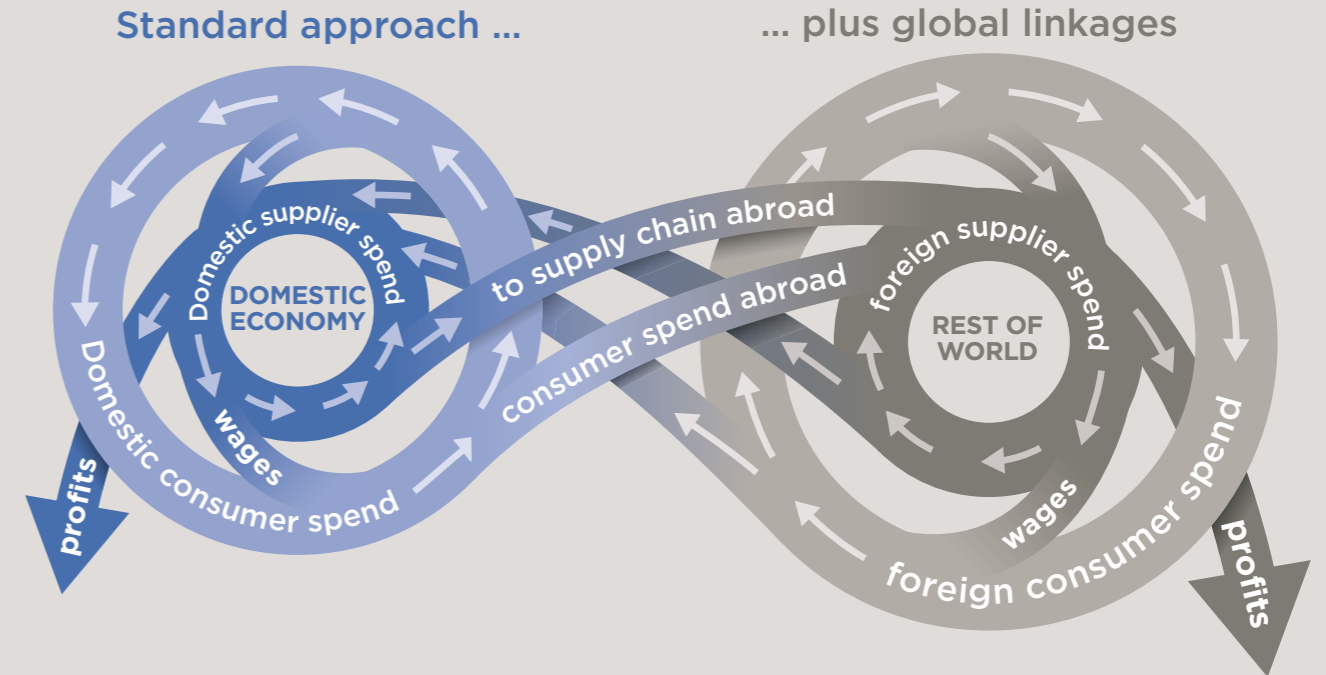 Standard approach ...
... plus global linkages
Domestic supplier spend
DOMESTIC
ECONOMY
wages
Domestic consumer spend
profits
to supply chain abroad
consumer spend abroad
foreign supplier spend
REST OF
WORLD
wages
foreign consumer spend
profits